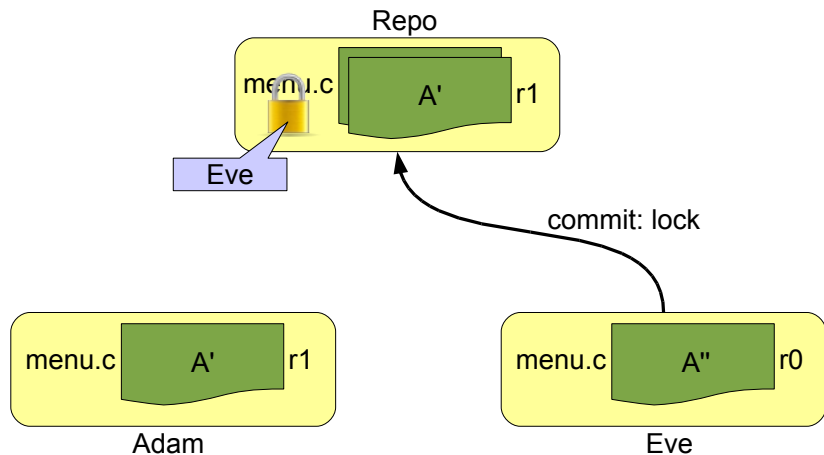 Repo
menu.c A' r1
Eve
commit: lock
menu.c A' r1
menu.c A'' r0
Adam
Eve